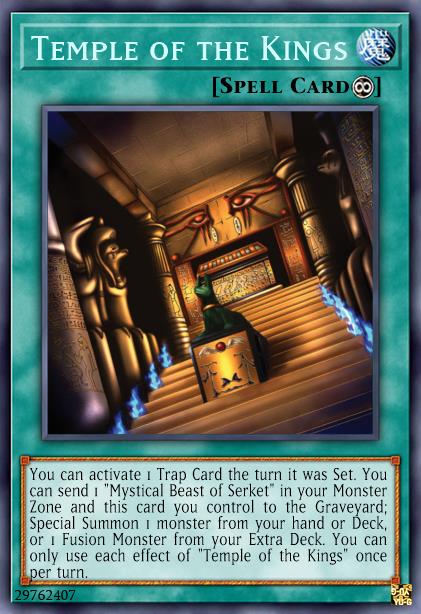 Temple of the Kings
魔
[Spell Card]
You can activate 1 Trap Card the turn it was Set. You
can send 1 "Mystical Beast of Serket" in your Monster
Zone and this card you control to the Graveyard;
Special Summon 1 monster from your hand or Deck,
or 1 Fusion Monster from your Extra Deck. You can
only use each effect of "Temple of the Kings" once
per turn.
29762407